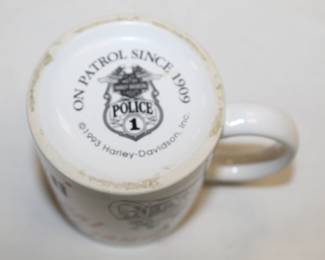 ON PATROL SINCE 1909
POLICE
1
©1993 Harley-Davidson, Inc.